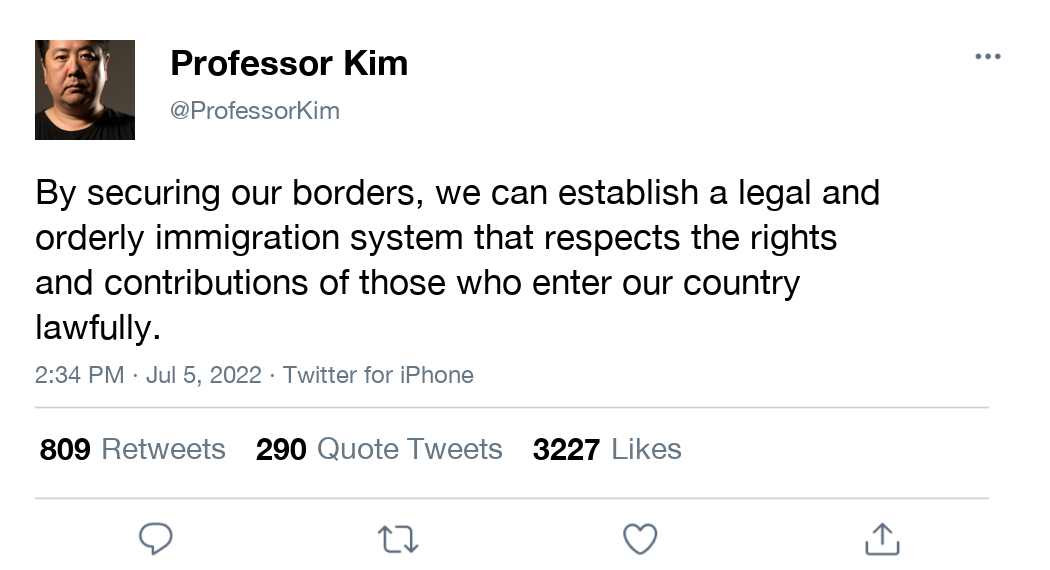 Professor Kim
@ProfessorKim
By securing our borders, we can establish a legal and
orderly immigration system that respects the rights
and contributions of those who enter our country
lawfully.
2:34 PM · Jul 5, 2022 · Twitter for iPhone
809 Retweets 290 Quote Tweets 3227 Likes